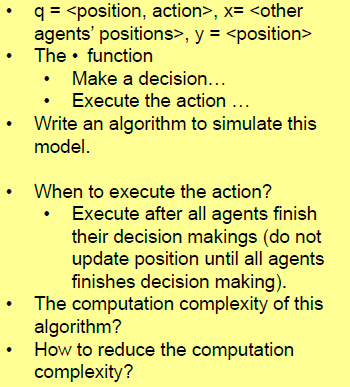 • q = <position, action>, x= <other
agents' positions>, y = <position>
• The • function
• Make a decision…
• Execute the action …
• Write an algorithm to simulate this
model.
• When to execute the action?
• Execute after all agents finish
their decision makings (do not
update position until all agents
finishes decision making).
• The computation complexity of this
algorithm?
• How to reduce the computation
complexity?